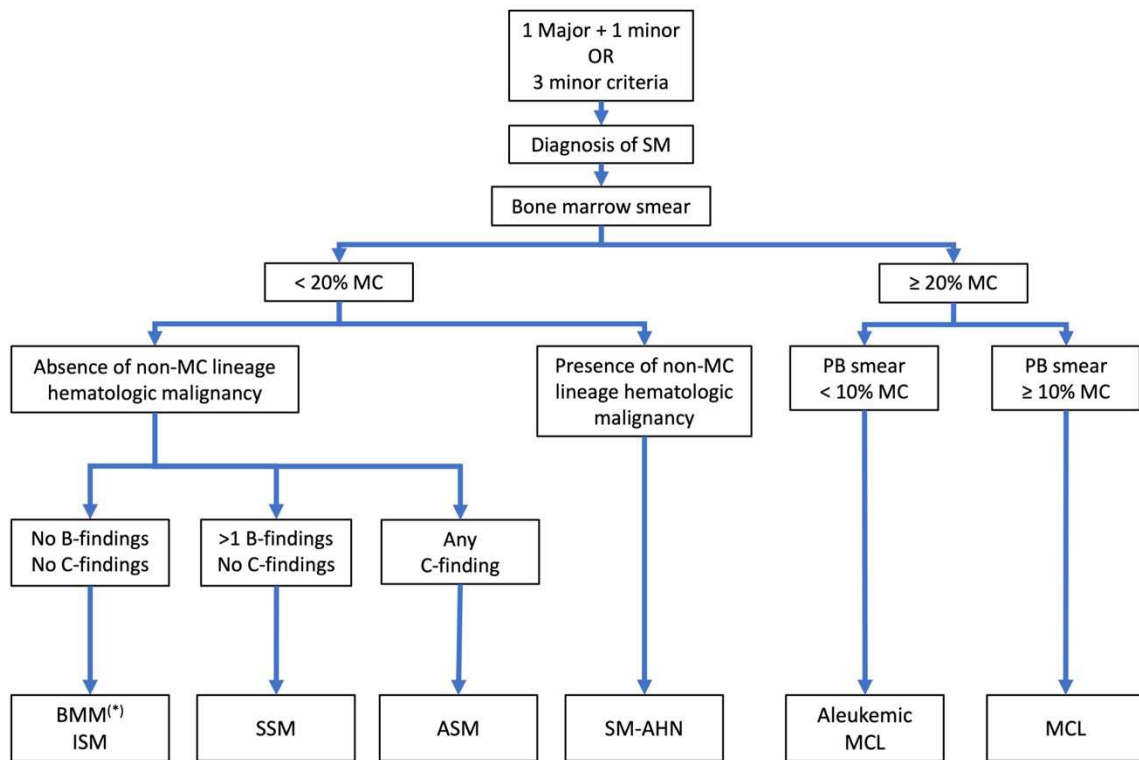 1 Major + 1 minor
OR
3 minor criteria
Diagnosis of SM
Bone marrow smear
< 20% MC
≥ 20% MC
Absence of non-MC lineage
hematologic malignancy
Presence of non-MC
lineage hematologic
malignancy
PB smear
< 10% MC
PB smear
≥ 10% MC
No B-findings
No C-findings
>1 B-findings
No C-findings
Any
C-finding
BMM(*)
ISM
SSM
ASM
SM-AHN
Aleukemic
MCL
MCL